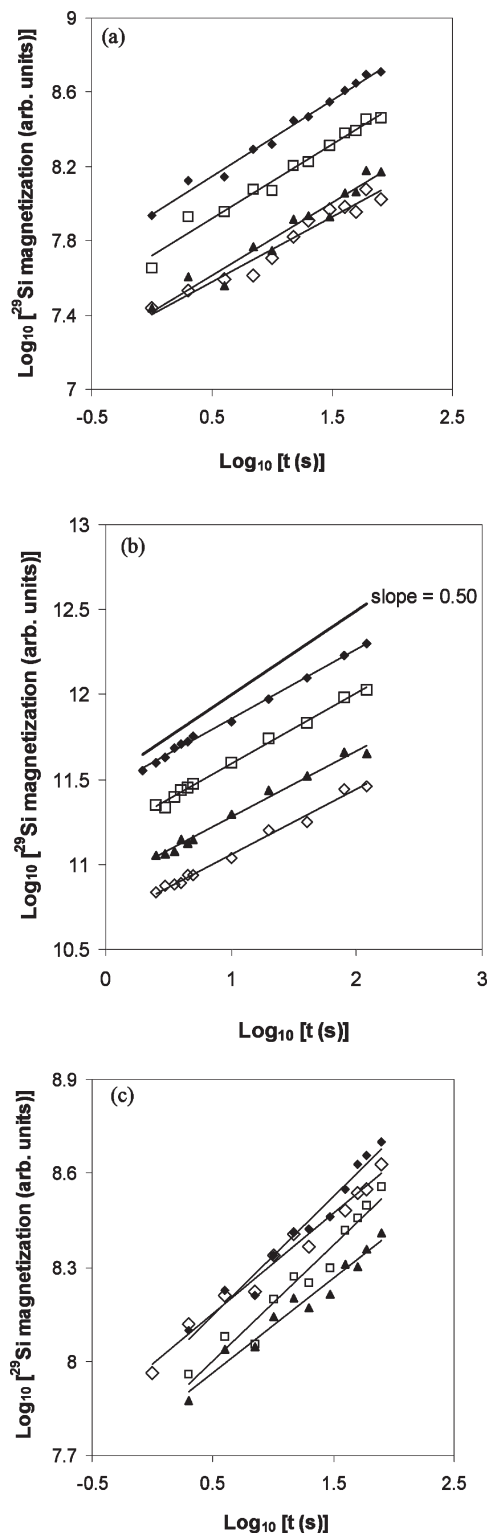 (a)
Log₁₀ [²⁹Si magnetization (arb. units)]
9
8.6
8.2
7.8
7.4
7
-0.5
0.5
1.5
2.5
Log₁₀ [t (s)]
(b)
Log₁₀ [²⁹Si magnetization (arb. units)]
13
12.5
12
11.5
11
10.5
slope = 0.50
0
1
2
3
Log₁₀ [t (s)]
(c)
Log₁₀ [²⁹Si magnetization (arb. units)]
8.9
8.6
8.3
8
7.7
-0.5
0.5
1.5
2.5
Log₁₀ [t (s)]